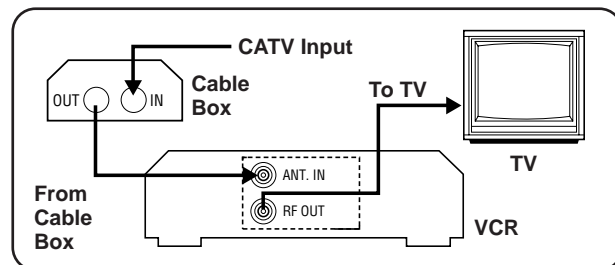 CATV Input
Cable
Box
OUT
IN
To TV
TV
From
Cable
Box
ANT. IN
RF OUT
VCR